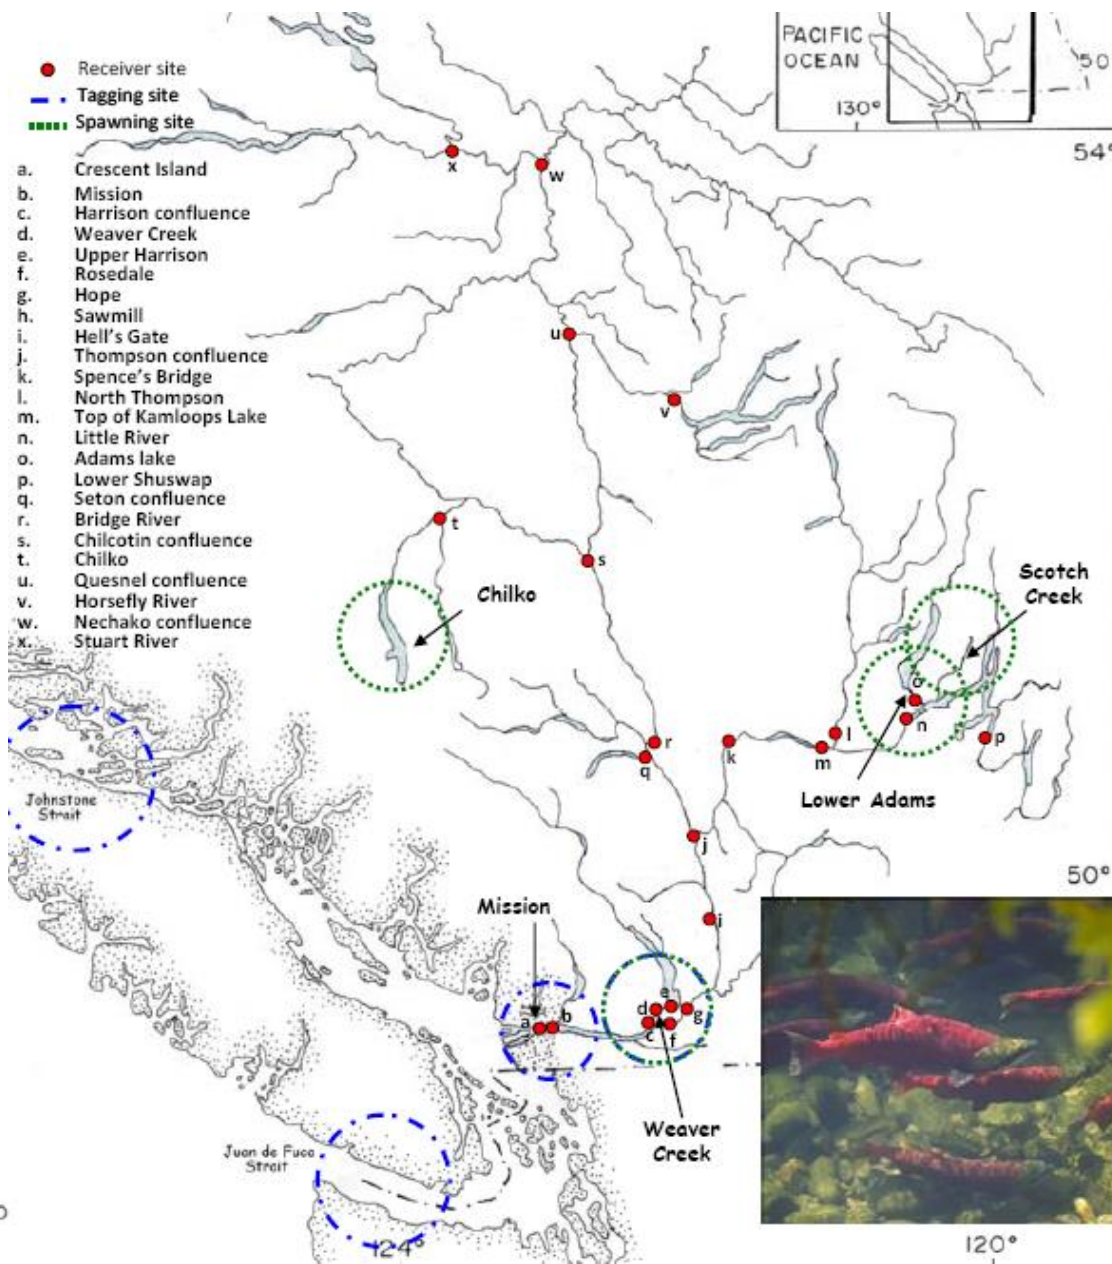 Receiver site
Tagging site
Spawning site
a. Crescent Island
b. Mission
c. Harrison confluence
d. Weaver Creek
e. Upper Harrison
f. Rosedale
g. Hope
h. Sawmill
i. Hell's Gate
j. Thompson confluence
k. Spence's Bridge
l. North Thompson
m. Top of Kamloops Lake
n. Little River
o. Adams lake
p. Lower Shuswap
q. Seton confluence
r. Bridge River
s. Chilcotin confluence
t. Chilko
u. Quesnel confluence
v. Horsefly River
w. Nechako confluence
x. Stuart River
PACIFIC
OCEAN
50
130°
54°
x
w
u
v
t
s
Chilko
Scotch
Creek
o
n
p
l
m
k
r
q
Lower Adams
Johnstone
Strait
j
50°
Mission
i
a
b
d
e
g
c
f
Weaver
Creek
Juan de Fuca
Strait
124°
120°